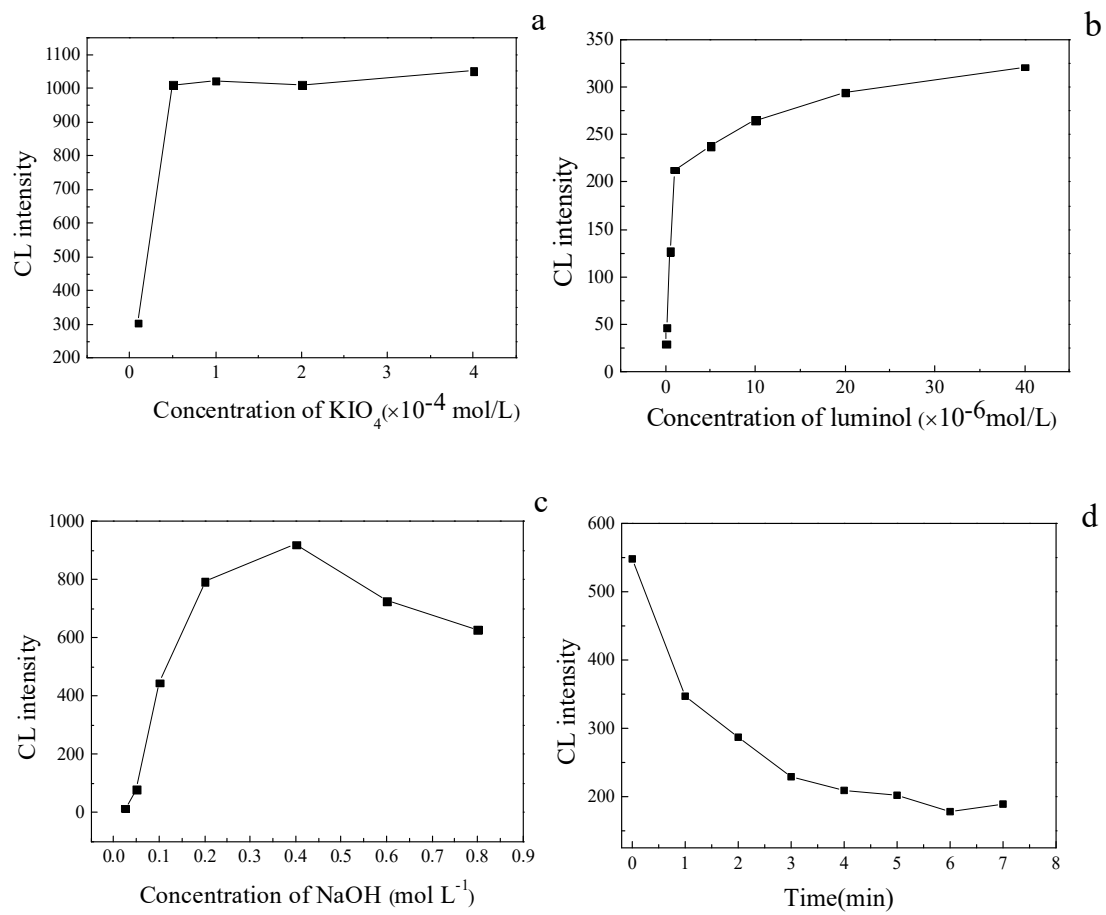 a
1100
1000
900
800
700
600
500
400
300
200
0 1 2 3 4
CL intensity
Concentration of KIO4(×10-4 mol/L)
b
350
300
250
200
150
100
50
0
0 10 20 30 40
CL intensity
Concentration of luminol (×10-6mol/L)
c
1000
800
600
400
200
0
0.0 0.1 0.2 0.3 0.4 0.5 0.6 0.7 0.8 0.9
CL intensity
Concentration of NaOH (mol L-1)
d
600
500
400
300
200
0 1 2 3 4 5 6 7 8
CL intensity
Time(min)